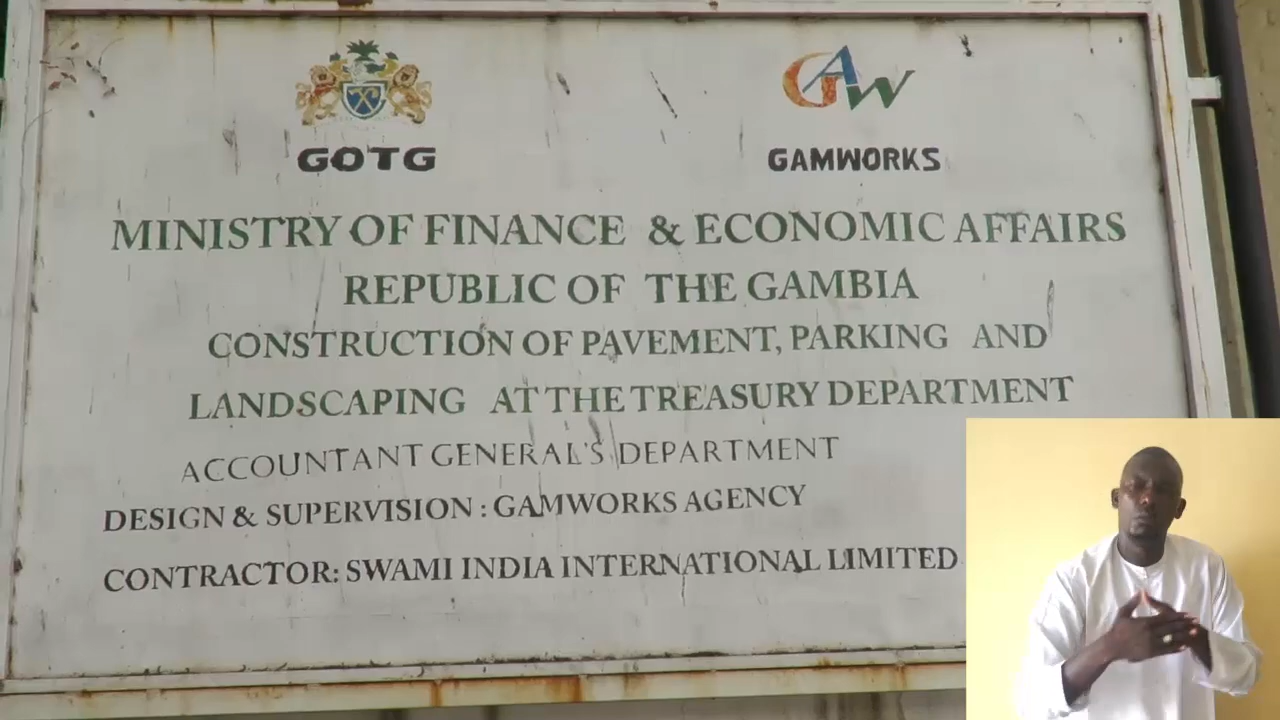 GAW
GOTG
GAMWORKS
MINISTRY OF FINANCE & ECONOMIC AFFAIRS
REPUBLIC OF THE GAMBIA
CONSTRUCTION OF PAVEMENT, PARKING AND
LANDSCAPING AT THE TREASURY DEPARTMENT
ACCOUNTANT GENERAL'S DEPARTMENT
DESIGN & SUPERVISION : GAMWORKS AGENCY
CONTRACTOR: SWAMI INDIA INTERNATIONAL LIMITED